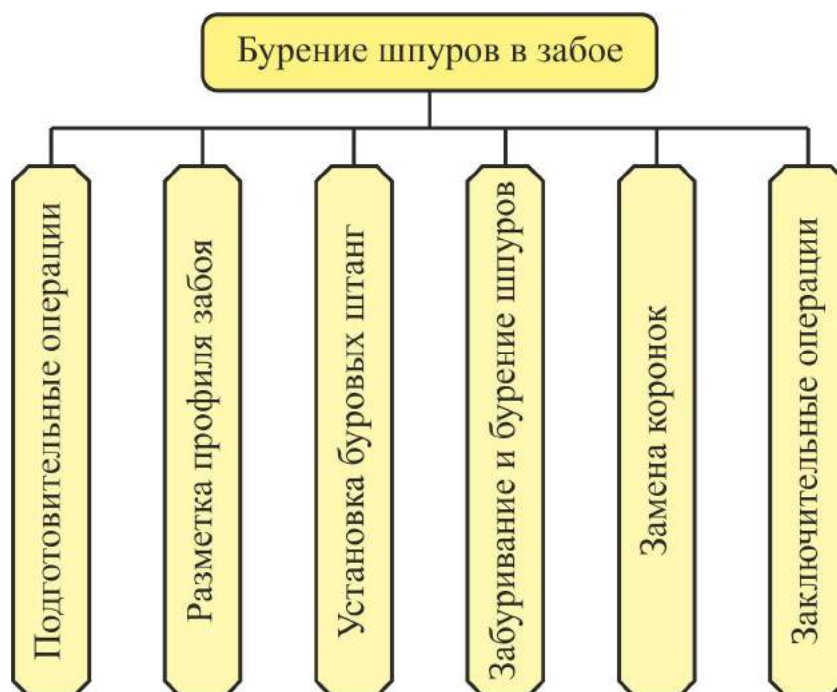 Бурение шпуров в забое
Подготовительные операции
Разметка профиля забоя
Установка буровых штанг
Забуривание и бурение шпуров
Замена коронок
Заключительные операции